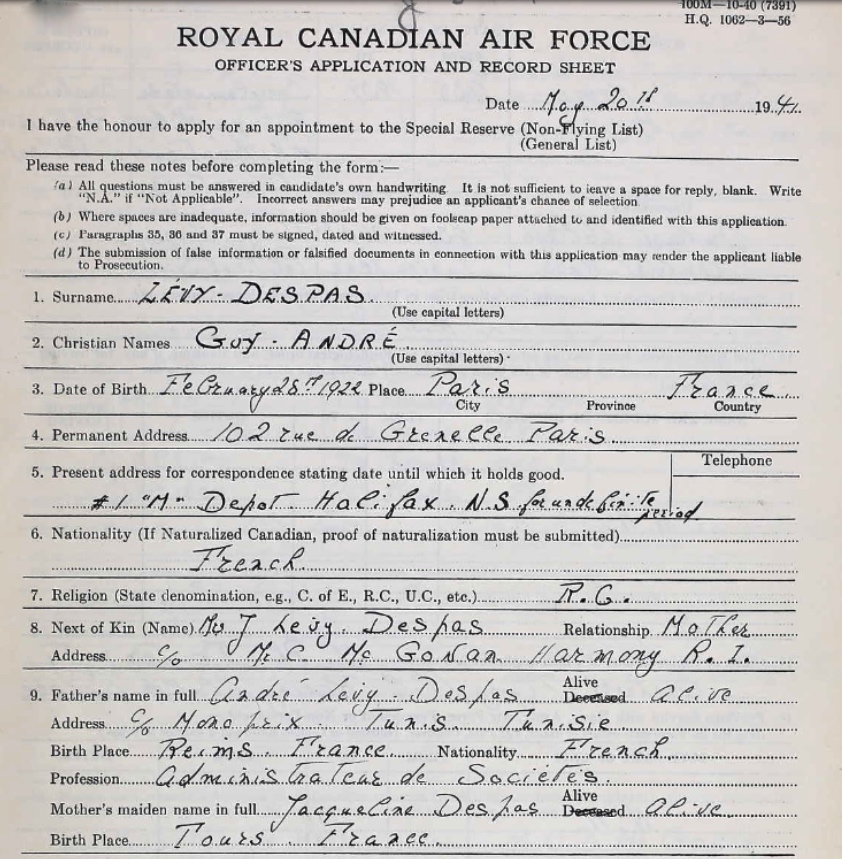 100M—10-40 (7391)
H.Q. 1062—3—56
ROYAL CANADIAN AIR FORCE
OFFICER'S APPLICATION AND RECORD SHEET
Date May 20 1941.
I have the honour to apply for an appointment to the Special Reserve (Non-Flying List)
(General List)
Please read these notes before completing the form:—
(a) All questions must be answered in candidate's own handwriting. It is not sufficient to leave a space for reply, blank. Write
"N.A." if "Not Applicable". Incorrect answers may prejudice an applicant's chance of selection.
(b) Where spaces are inadequate, information should be given on foolscap paper attached to and identified with this application.
(c) Paragraphs 35, 36 and 37 must be signed, dated and witnessed.
(d) The submission of false information or falsified documents in connection with this application may render the applicant liable
to Prosecution.
1. Surname LÉVY-DESPAS.
(Use capital letters)
2. Christian Names GUY-ANDRÉ
(Use capital letters)
3. Date of Birth February 28th 1922 Place Paris France
City Province Country
4. Permanent Address 102 rue de Grenelle Paris
Telephone
5. Present address for correspondence stating date until which it holds good.
#1 "M" Depot Halifax. N.S. for undefinite
period
6. Nationality (If Naturalized Canadian, proof of naturalization must be submitted)
French
7. Religion (State denomination, e.g., C. of E., R.C., U.C., etc.) R.C.
8. Next of Kin (Name) J Levy. Despas Relationship Mother
Address c/o Mr C. Mc Gowan Harmony R.I.
9. Father's name in full André Lévy-Despas Alive Deceased alive
Address c/o Monoprix Tunis. Tunisie
Birth Place Reims. France Nationality French
Profession Administrateur de Sociétés.
Mother's maiden name in full Jacqueline Despas Alive Deceased alive
Birth Place Tours. France